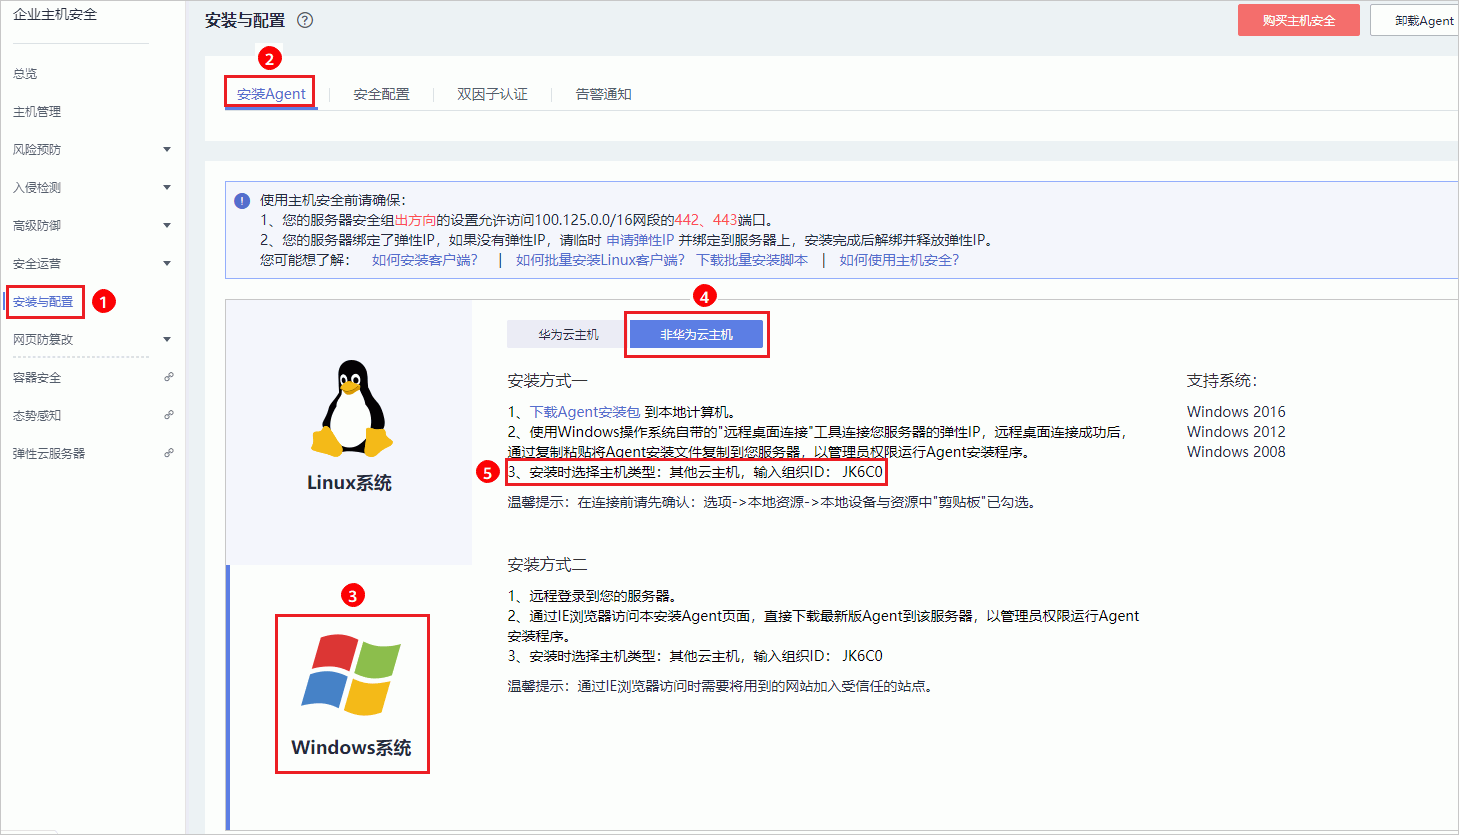 企业主机安全
总览
主机管理
风险预防
入侵检测
高级防御
安全运营
安装与配置
1
网页防篡改
容器安全
态势感知
弹性云服务器
安装与配置 ?
购买主机安全
卸载Agent
2
安装Agent
安全配置
双因子认证
告警通知
! 使用主机安全前请确保：
1、您的服务器安全组出方向的设置允许访问100.125.0.0/16网段的442、443端口。
2、您的服务器绑定了弹性IP，如果没有弹性IP，请临时 申请弹性IP 并绑定到服务器上，安装完成后解绑并释放弹性IP。
您可能想了解： 如何安装客户端？ | 如何批量安装Linux客户端？ 下载批量安装脚本 | 如何使用主机安全？
Linux系统
3
Windows系统
4
华为云主机
非华为云主机
安装方式一
1、下载Agent安装包 到本地计算机。
2、使用Windows操作系统自带的"远程桌面连接"工具连接您服务器的弹性IP，远程桌面连接成功后，
通过复制粘贴将Agent安装文件复制到您服务器，以管理员权限运行Agent安装程序。
5
3、安装时选择主机类型：其他云主机，输入组织ID： JK6C0
温馨提示：在连接前请先确认：选项->本地资源->本地设备与资源中"剪贴板"已勾选。
支持系统：
Windows 2016
Windows 2012
Windows 2008
安装方式二
1、远程登录到您的服务器。
2、通过IE浏览器访问本安装Agent页面，直接下载最新版Agent到该服务器，以管理员权限运行Agent
安装程序。
3、安装时选择主机类型：其他云主机，输入组织ID： JK6C0
温馨提示：通过IE浏览器访问时需要将用到的网站加入受信任的站点。